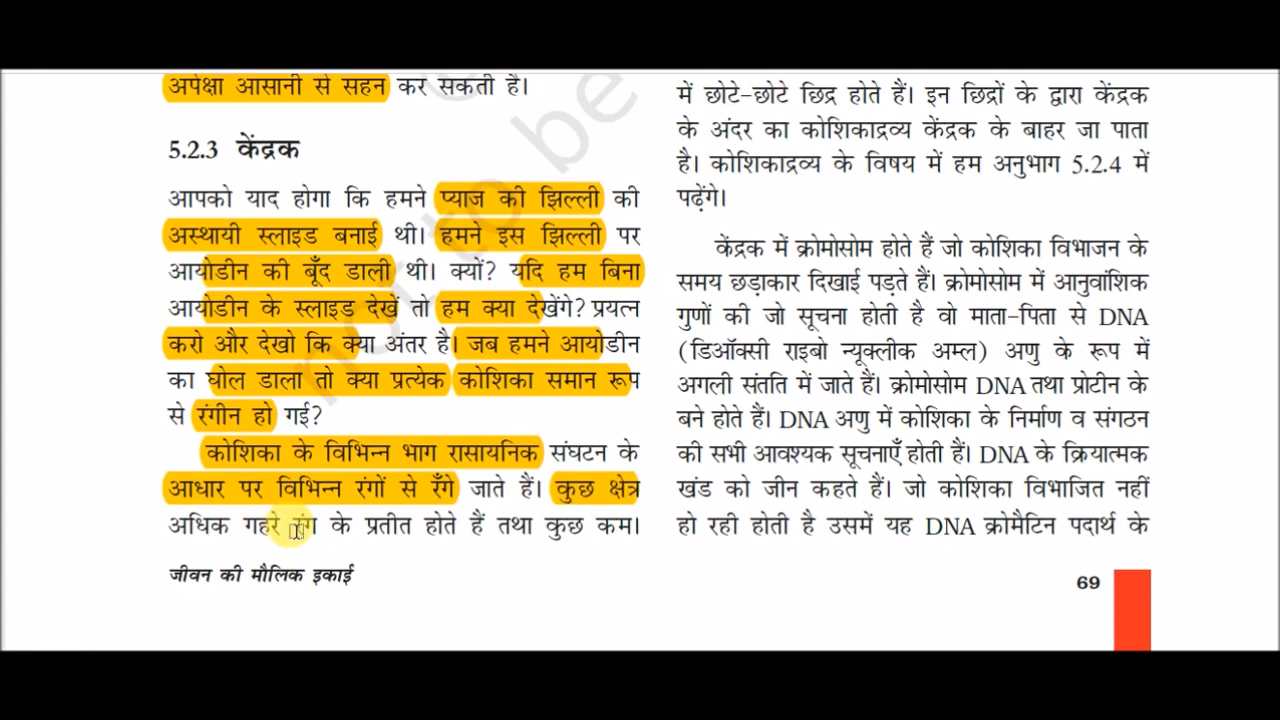 अपेक्षा आसानी से सहन कर सकती है।
5.2.3 केंद्रक
आपको याद होगा कि हमने प्याज की झिल्ली की
अस्थायी स्लाइड बनाई थी। हमने इस झिल्ली पर
आयोडीन की बूँद डाली थी। क्यों? यदि हम बिना
आयोडीन के स्लाइड देखें तो हम क्या देखेंगे? प्रयत्न
करो और देखो कि क्या अंतर है। जब हमने आयोडीन
का घोल डाला तो क्या प्रत्येक कोशिका समान रूप
से रंगीन हो गई?
कोशिका के विभिन्न भाग रासायनिक संघटन के
आधार पर विभिन्न रंगों से रँगे जाते हैं। कुछ क्षेत्र
अधिक गहरे रंग के प्रतीत होते हैं तथा कुछ कम।
जीवन की मौलिक इकाई
में छोटे-छोटे छिद्र होते हैं। इन छिद्रों के द्वारा केंद्रक
के अंदर का कोशिकाद्रव्य केंद्रक के बाहर जा पाता
है। कोशिकाद्रव्य के विषय में हम अनुभाग 5.2.4 में
पढ़ेंगे।
केंद्रक में क्रोमोसोम होते हैं जो कोशिका विभाजन के
समय छड़ाकार दिखाई पड़ते हैं। क्रोमोसोम में आनुवांशिक
गुणों की जो सूचना होती है वो माता-पिता से DNA
(डिऑक्सी राइबो न्यूक्लीक अम्ल) अणु के रूप में
अगली संतति में जाते हैं। क्रोमोसोम DNA तथा प्रोटीन के
बने होते हैं। DNA अणु में कोशिका के निर्माण व संगठन
की सभी आवश्यक सूचनाएँ होती हैं। DNA के क्रियात्मक
खंड को जीन कहते हैं। जो कोशिका विभाजित नहीं
हो रही होती है उसमें यह DNA क्रोमैटिन पदार्थ के
69
not to be